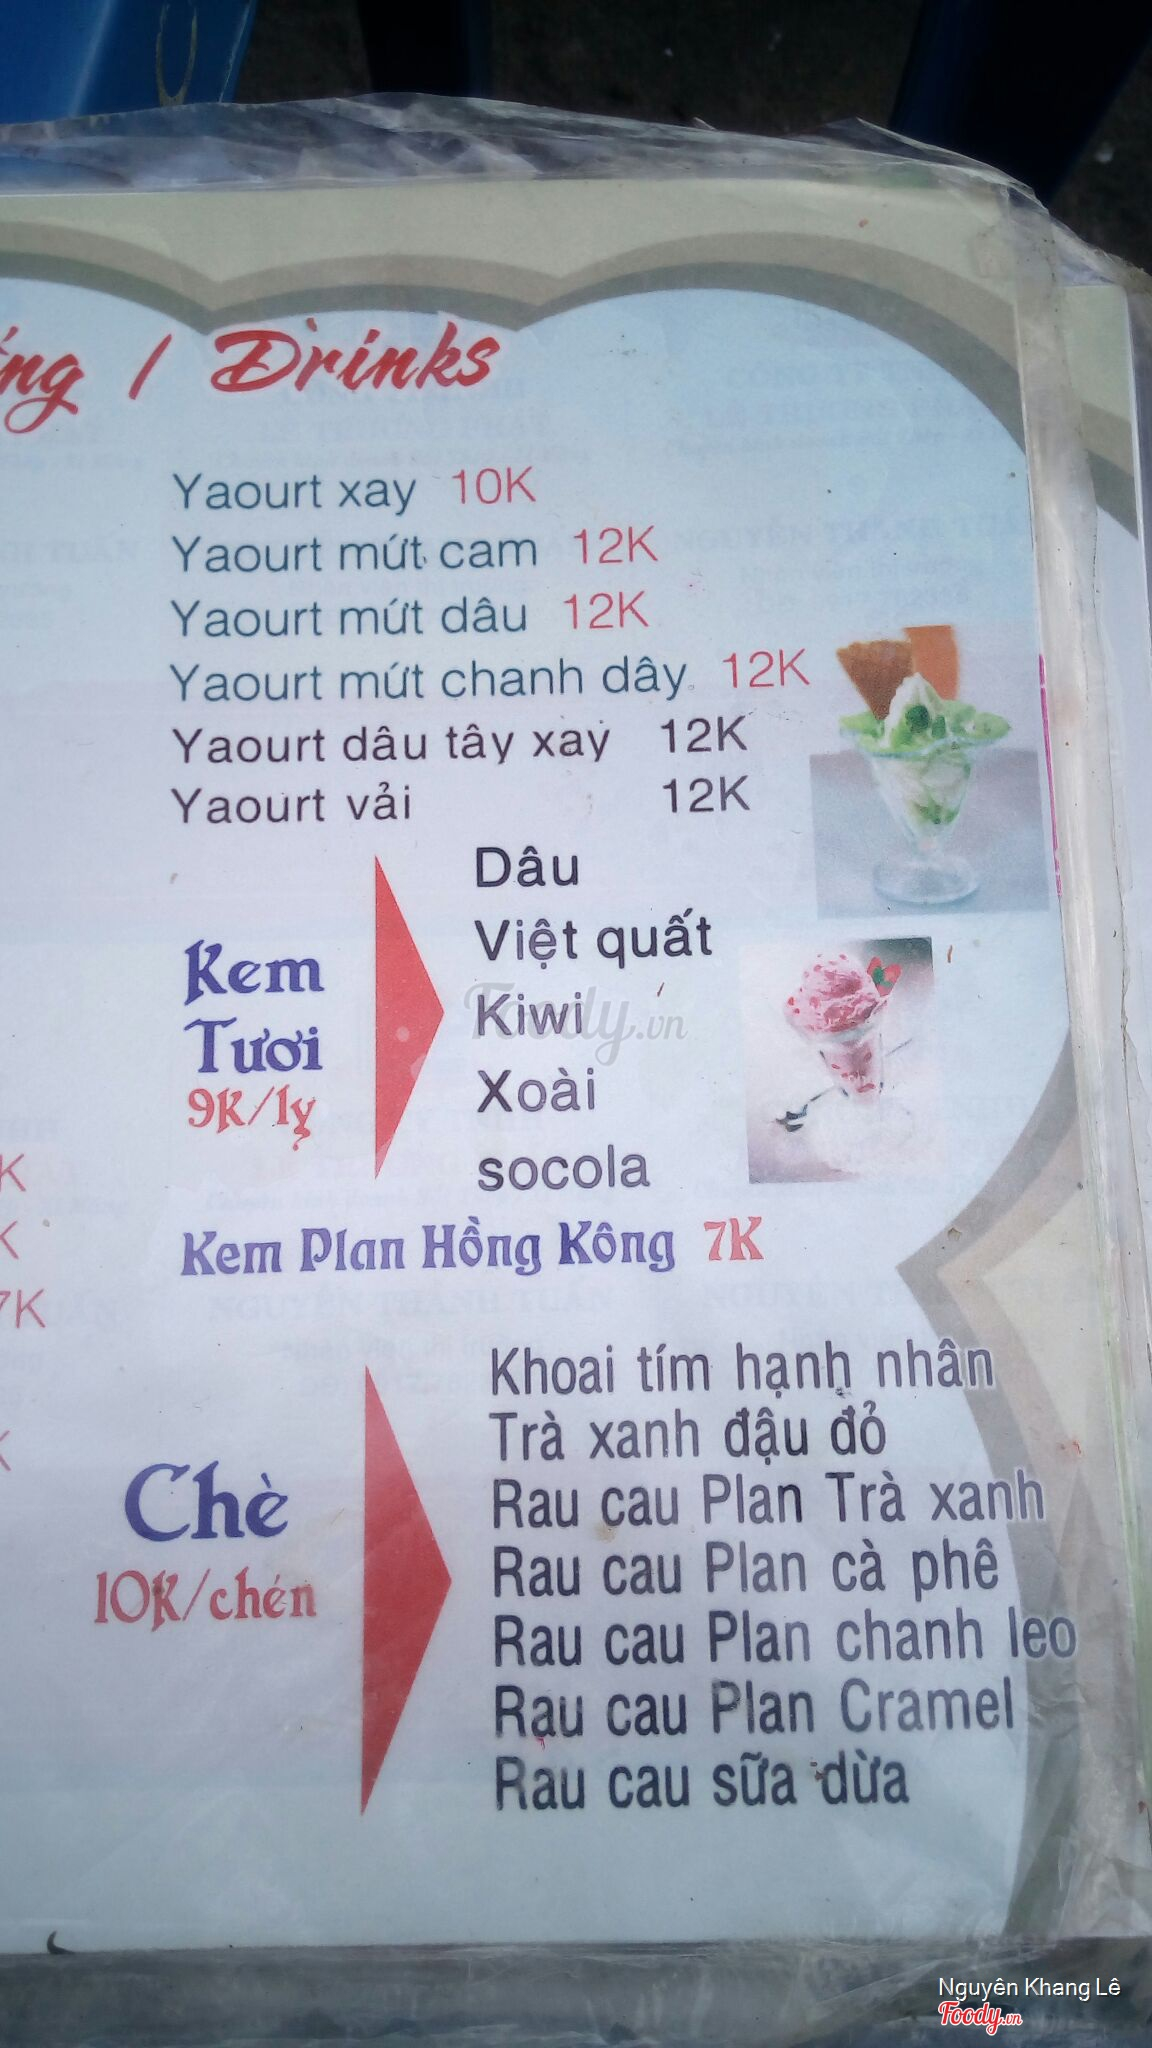 ng / Drinks
Yaourt xay 10K
Yaourt mứt cam 12K
Yaourt mứt dâu 12K
Yaourt mứt chanh dây 12K
Yaourt dâu tây xay 12K
Yaourt vải 12K
Kem
Tươi
9K/ly
Dâu
Việt quất
Kiwi
Xoài
socola
Kem Plan Hồng Kông 7K
K
K
7K
K
Chè
10K/chén
Khoai tím hạnh nhân
Trà xanh đậu đỏ
Rau cau Plan Trà xanh
Rau cau Plan cà phê
Rau cau Plan chanh leo
Rau cau Plan Cramel
Rau cau sữa dừa
Foody.vn
Nguyên Khang Lê
Foody.vn